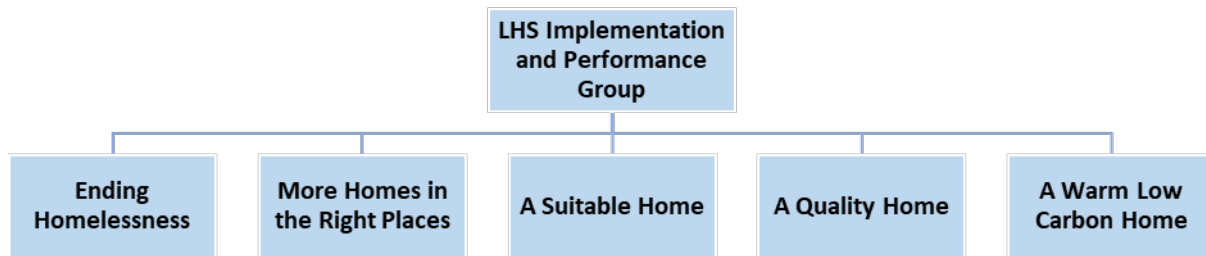 LHS Implementation
and Performance
Group
Ending
Homelessness
More Homes in
the Right Places
A Suitable Home
A Quality Home
A Warm Low
Carbon Home